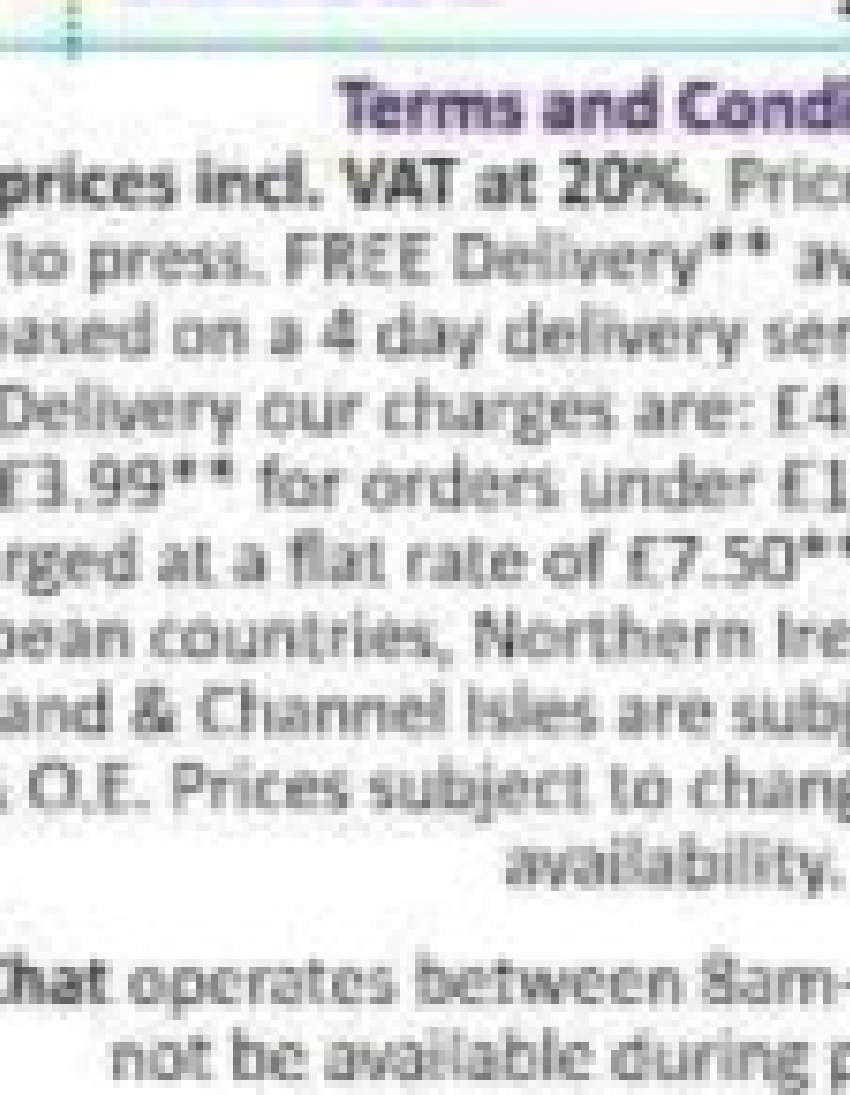 Terms and Condi
prices incl. VAT at 20%. Price
to press. FREE Delivery** av
based on a 4 day delivery ser
Delivery our charges are: £4
£3.99** for orders under £1
rged at a flat rate of £7.50**
pean countries, Northern Ire
and & Channel Isles are subj
& O.E. Prices subject to chang
availability.
Chat operates between 8am-
not be available during p